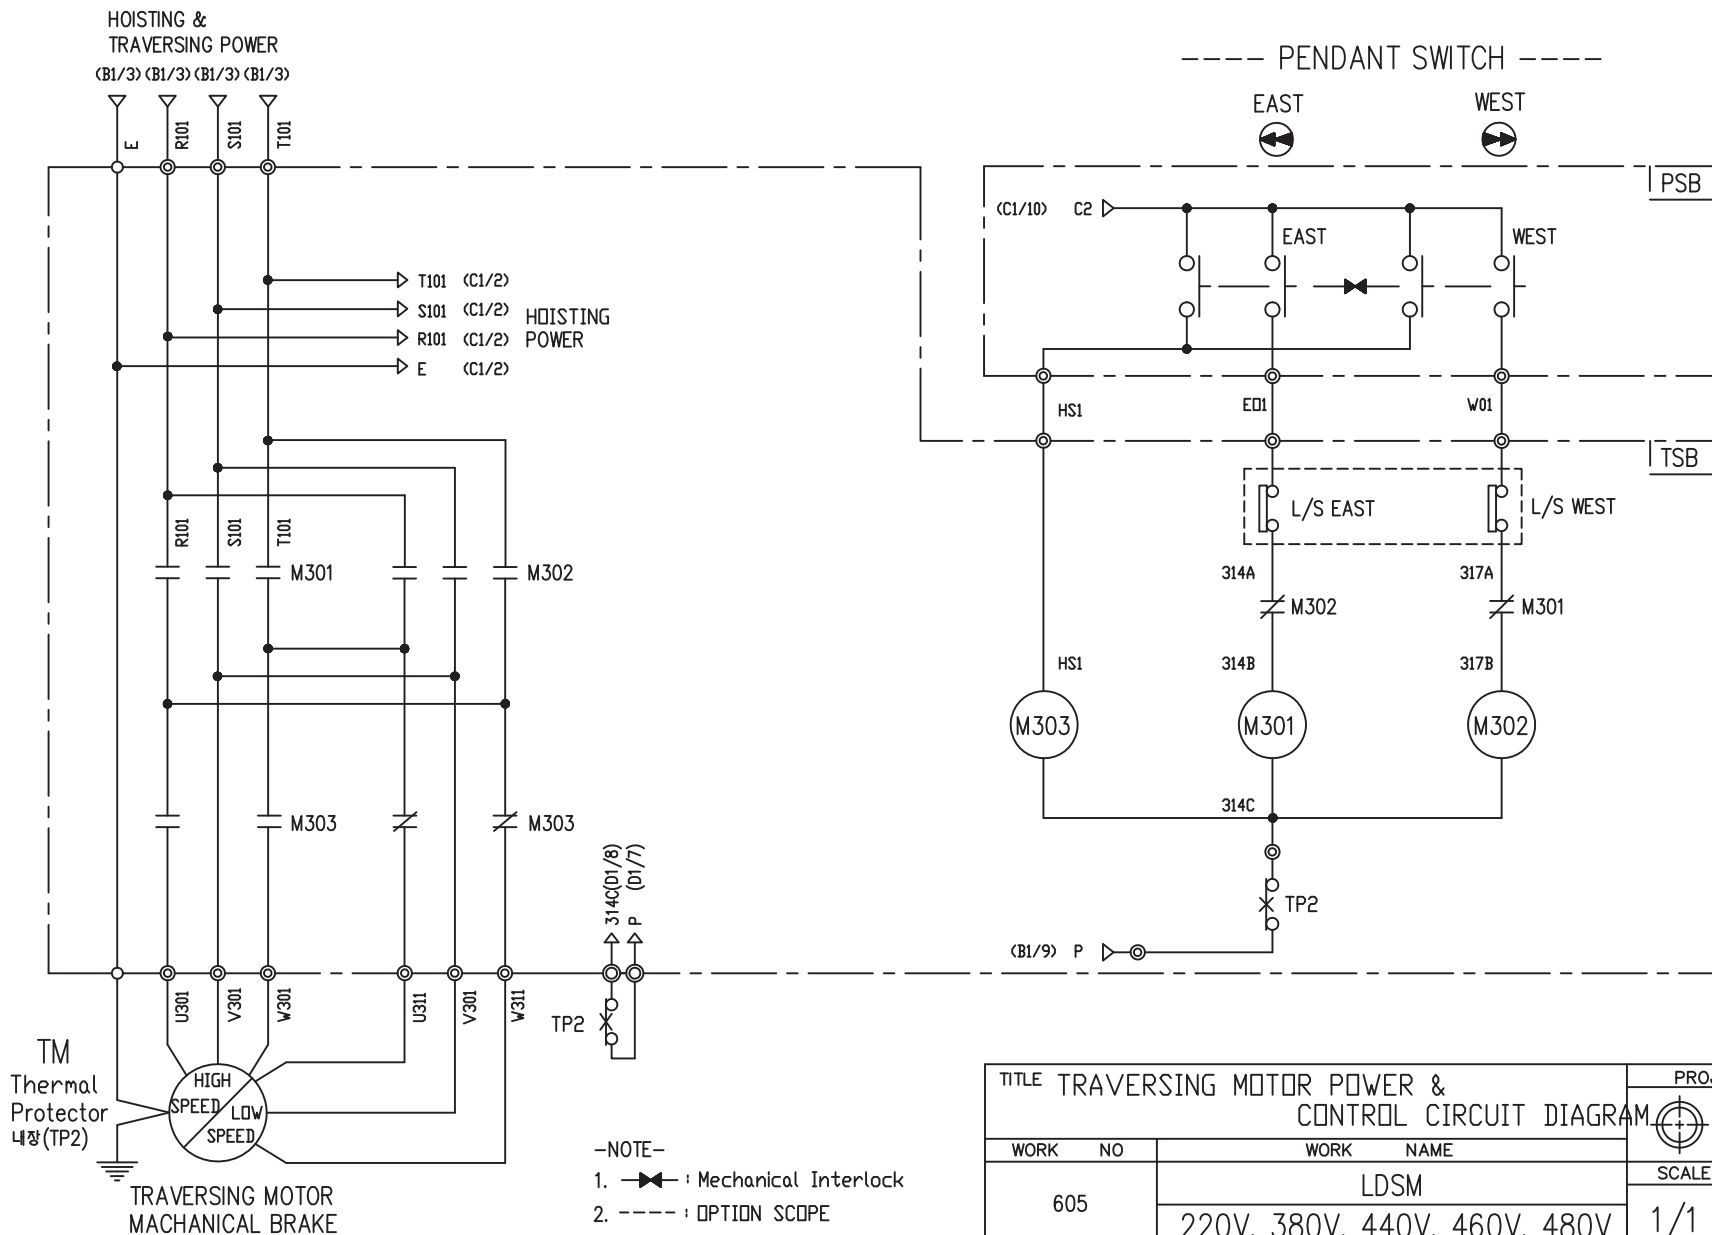 HOISTING &
TRAVERSING POWER
(B1/3) (B1/3) (B1/3) (B1/3)
E
R101
S101
T101
---- PENDANT SWITCH ----
EAST
WEST
PSB
(C1/10) C2
EAST
WEST
T101 (C1/2)
S101 (C1/2)
R101 (C1/2)
E (C1/2)
HOISTING
POWER
HS1
E01
W01
TSB
L/S EAST
L/S WEST
R101
S101
T101
M301
M302
314A
317A
M302
M301
HS1
314B
317B
M303
M301
M302
314C
M303
M303
314C(D1/8)
P (D1/7)
TP2
(B1/9) P
U301
V301
W301
U311
V301
W311
TP2
TM
Thermal
Protector
내장(TP2)
HIGH
SPEED
LOW
SPEED
TRAVERSING MOTOR
MACHANICAL BRAKE
-NOTE-
1. : Mechanical Interlock
2. ---- : OPTION SCOPE
TITLE TRAVERSING MOTOR POWER &
CONTROL CIRCUIT DIAGRAM
PROJ
WORK NO
WORK NAME
SCALE
605
LDSM
220V, 380V, 440V, 460V, 480V
1/1